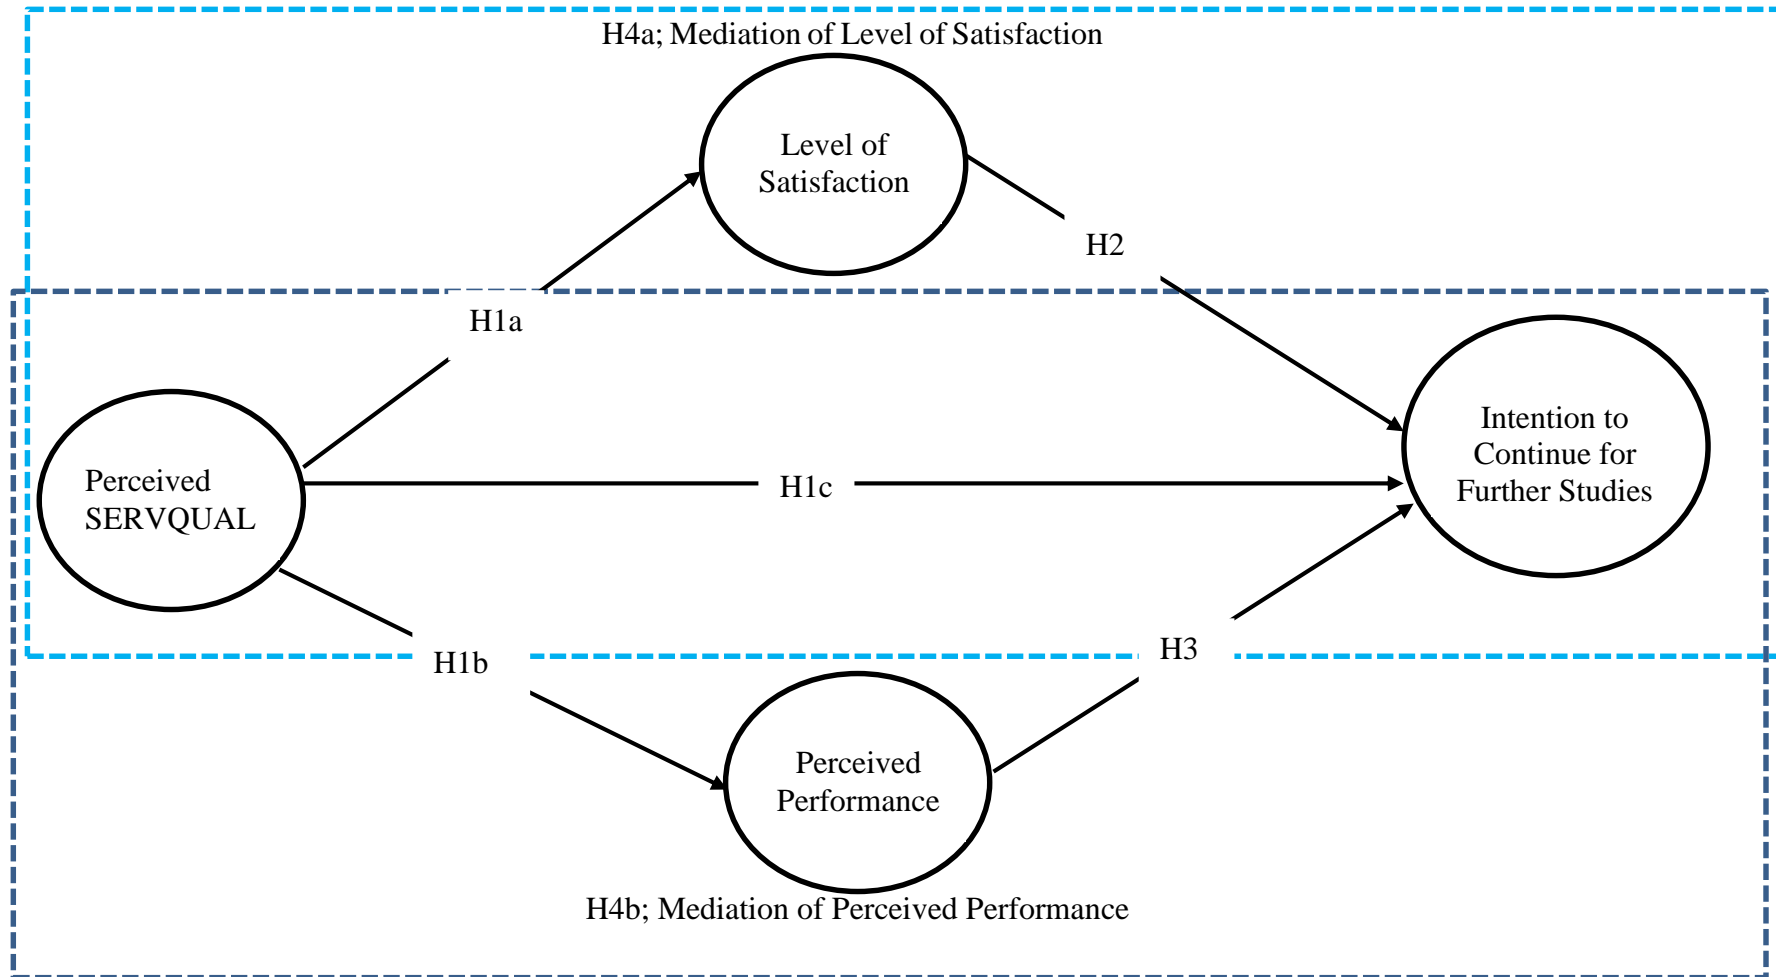 H4a; Mediation of Level of Satisfaction
Level of
Satisfaction
H2
H1a
Perceived
SERVQUAL
H1c
Intention to
Continue for
Further Studies
H1b
H3
Perceived
Performance
H4b; Mediation of Perceived Performance